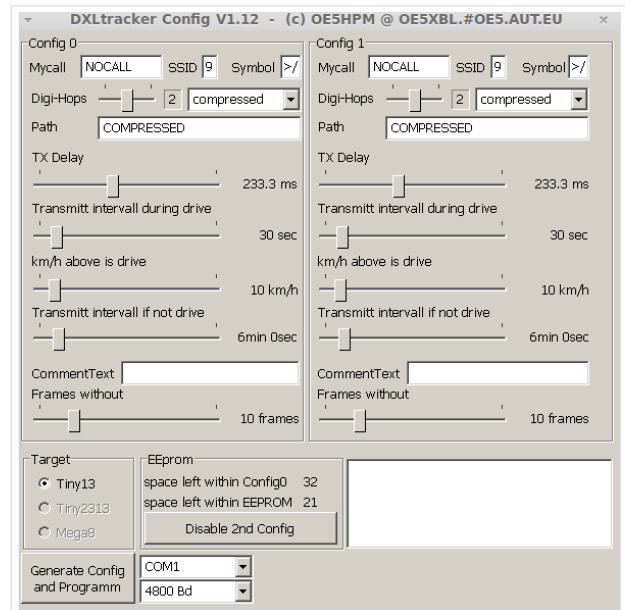 DXLtracker Config V1.12 - (c) OE5HPM @ OE5XBL.#OE5.AUT.EU
Config 0
Mycall NOCALL SSID 9 Symbol >/
Digi-Hops 2 compressed
Path COMPRESSED
TX Delay
233.3 ms
Transmitt intervall during drive
30 sec
km/h above is drive
10 km/h
Transmitt intervall if not drive
6min 0sec
CommentText
Frames without
10 frames
Config 1
Mycall NOCALL SSID 9 Symbol >/
Digi-Hops 2 compressed
Path COMPRESSED
TX Delay
233.3 ms
Transmitt intervall during drive
30 sec
km/h above is drive
10 km/h
Transmitt intervall if not drive
6min 0sec
CommentText
Frames without
10 frames
Target
Tiny13
Tiny2313
Mega8
EEprom
space left within Config0 32
space left within EEPROM 21
Disable 2nd Config
Generate Config
and Programm
COM1
4800 Bd